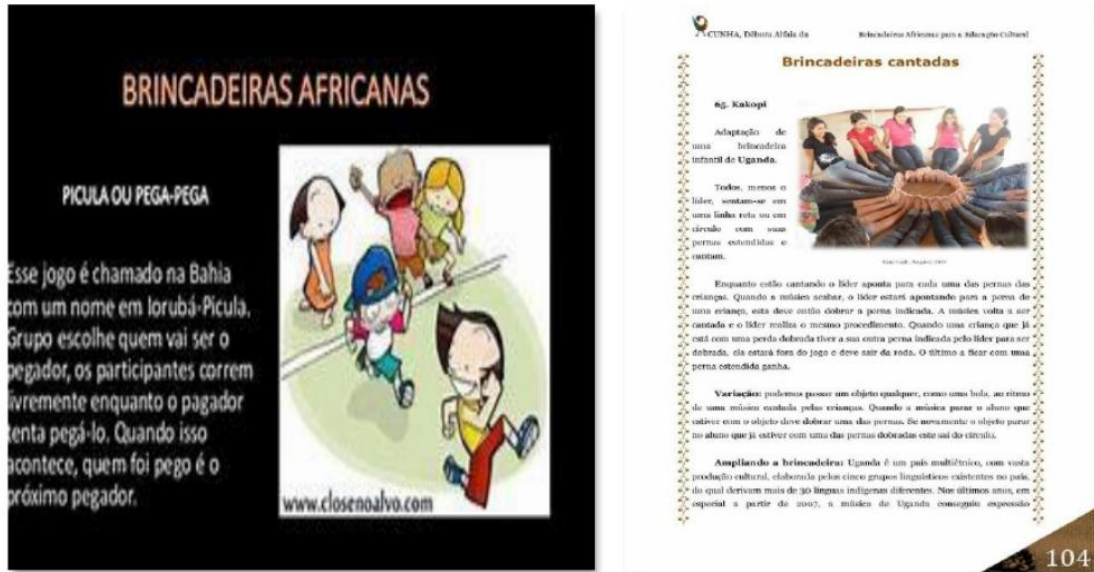 BRINCADEIRAS AFRICANAS
PICULA OU PEGA-PEGA
Esse jogo é chamado na Bahia
com um nome em Iorubá-Picula.
Grupo escolhe quem vai ser o
pegador, os participantes correm
livremente enquanto o pagador
tenta pegá-lo. Quando isso
acontece, quem foi pego é o
próximo pegador.
www.closenoalvo.com
CUNHA, Débora Alfaia da
Brincadeiras Africanas para a Educação Cultural
Brincadeiras cantadas
65. Kakopi
Adaptação de
uma brincadeira
infantil de Uganda.
Todos, menos o
líder, sentam-se em
uma linha reta ou em
círculo com suas
pernas estendidas e
cantam.
Enquanto estão cantando o líder aponta para cada uma das pernas das
crianças. Quando a música acabar, o líder estará apontando para a perna de
uma criança, esta deve então dobrar a perna indicada. A música volta a ser
cantada e o líder realiza o mesmo procedimento. Quando uma criança que já
está com uma perda dobrada tiver a sua outra perna indicada pelo líder para ser
dobrada, ela estará fora do jogo e deve sair da roda. O último a ficar com uma
perna estendida ganha.
Variação: podemos passar um objeto qualquer, como uma bola, ao ritmo
de uma música cantada pelas crianças. Quando a música parar o aluno que
estiver com o objeto deve dobrar uma das pernas. Se novamente o objeto parar
no aluno que já estiver com uma das pernas dobradas este sai do círculo.
Ampliando a brincadeira: Uganda é um país multiétnico, com vasta
produção cultural, elaborada pelos cinco grupos linguísticos existentes no país,
do qual derivam mais de 30 línguas indígenas diferentes. Nos últimos anos, em
especial a partir de 2007, a música de Uganda conseguiu expressão
104